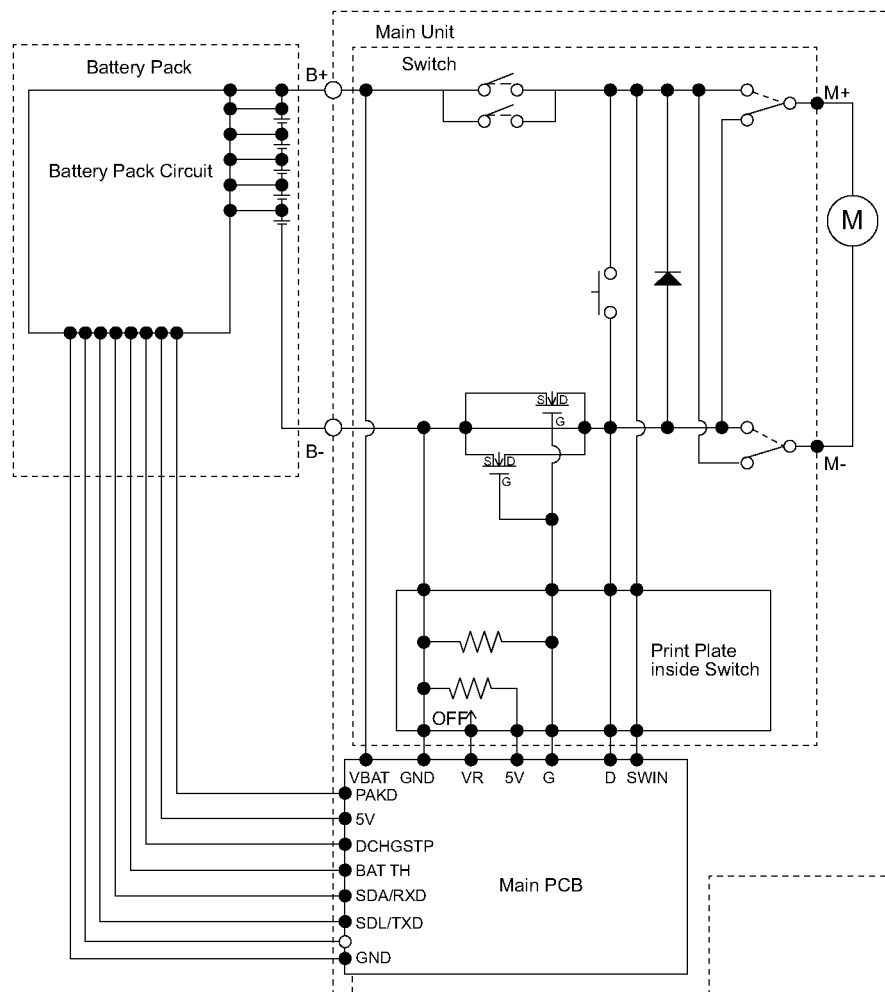 Main Unit
Battery Pack
B+
Switch
M+
Battery Pack Circuit
M
S D
G
B-
S D
G
M-
Print Plate
inside Switch
OFF
VBAT GND VR 5V G D SWIN
PAKD
5V
DCHGSTP
BAT TH
SDA/RXD
Main PCB
SDL/TXD
GND